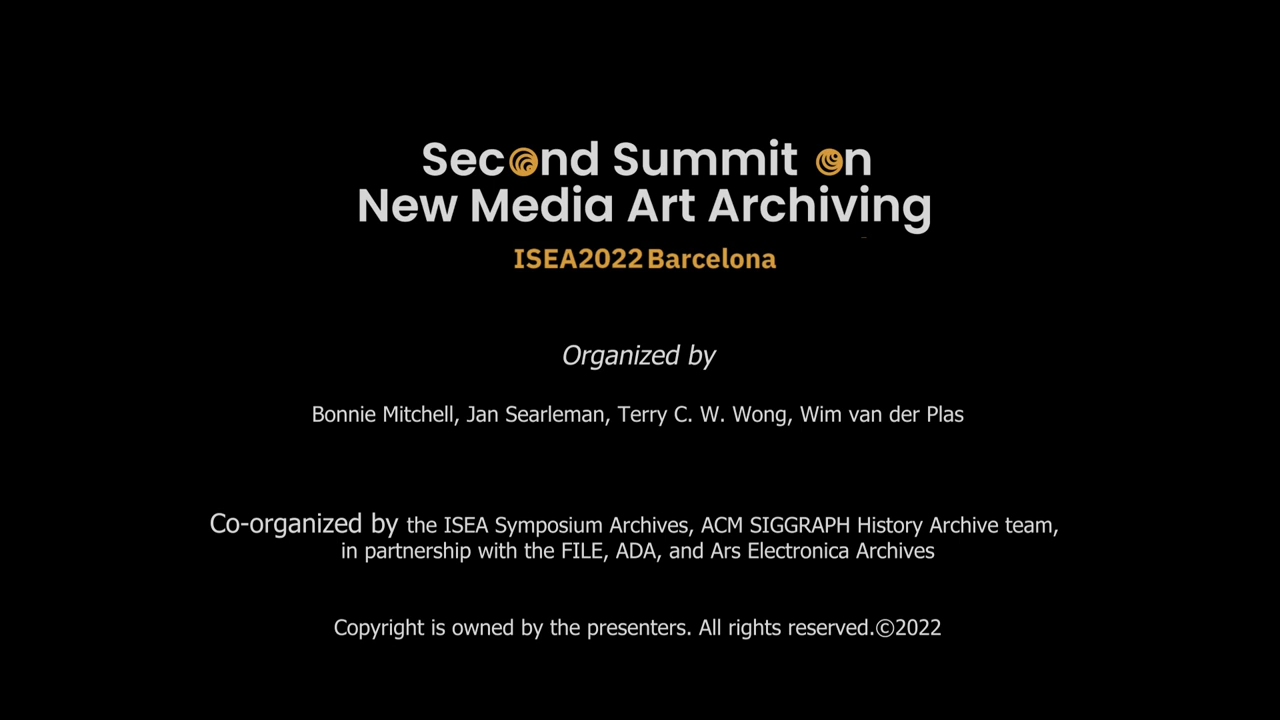 Second Summit on
New Media Art Archiving
ISEA2022 Barcelona
Organized by
Bonnie Mitchell, Jan Searleman, Terry C. W. Wong, Wim van der Plas
Co-organized by the ISEA Symposium Archives, ACM SIGGRAPH History Archive team,
in partnership with the FILE, ADA, and Ars Electronica Archives
Copyright is owned by the presenters. All rights reserved.©2022